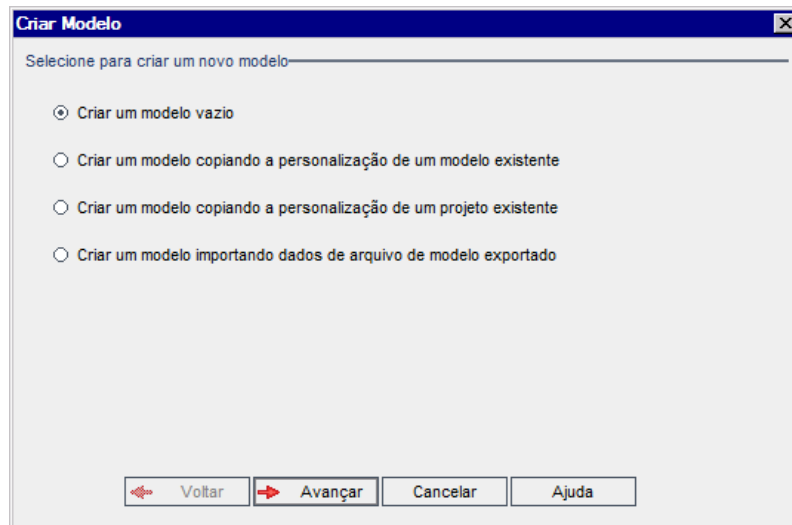 Criar Modelo
Selecione para criar um novo modelo
Criar um modelo vazio
Criar um modelo copiando a personalização de um modelo existente
Criar um modelo copiando a personalização de um projeto existente
Criar um modelo importando dados de arquivo de modelo exportado
Voltar Avançar Cancelar Ajuda